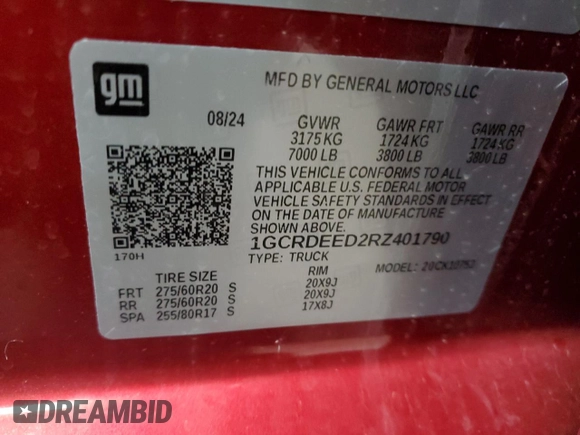 gm
MFD BY GENERAL MOTORS LLC
08/24 GVWR GAWR FRT GAWR RR
3175 KG 1724 KG 1724 KG
7000 LB 3800 LB 3800 LB
THIS VEHICLE CONFORMS TO ALL
APPLICABLE U.S. FEDERAL MOTOR
VEHICLE SAFETY STANDARDS IN EFFECT
ON THE DATE OF MANUFACTURE
SHOWN ABOVE.
170H
1GCRDEED2RZ401790
TYPE: TRUCK MODEL:
TIRE SIZE RIM
FRT 275/60R20 S 20X9J
RR 275/60R20 S 20X9J
SPA 255/80R17 S 17X8J
DREAMBID